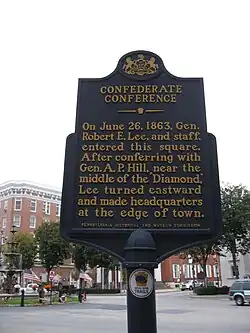 CONFEDERATE
CONFERENCE
On June 26, 1863, Gen.
Robert E. Lee, and staff,
entered this square.
After conferring with
Gen. A. P. Hill, near the
middle of the 'Diamond,'
Lee turned eastward
and made headquarters
at the edge of town.
PENNSYLVANIA HISTORICAL AND MUSEUM COMMISSION
TRAILS